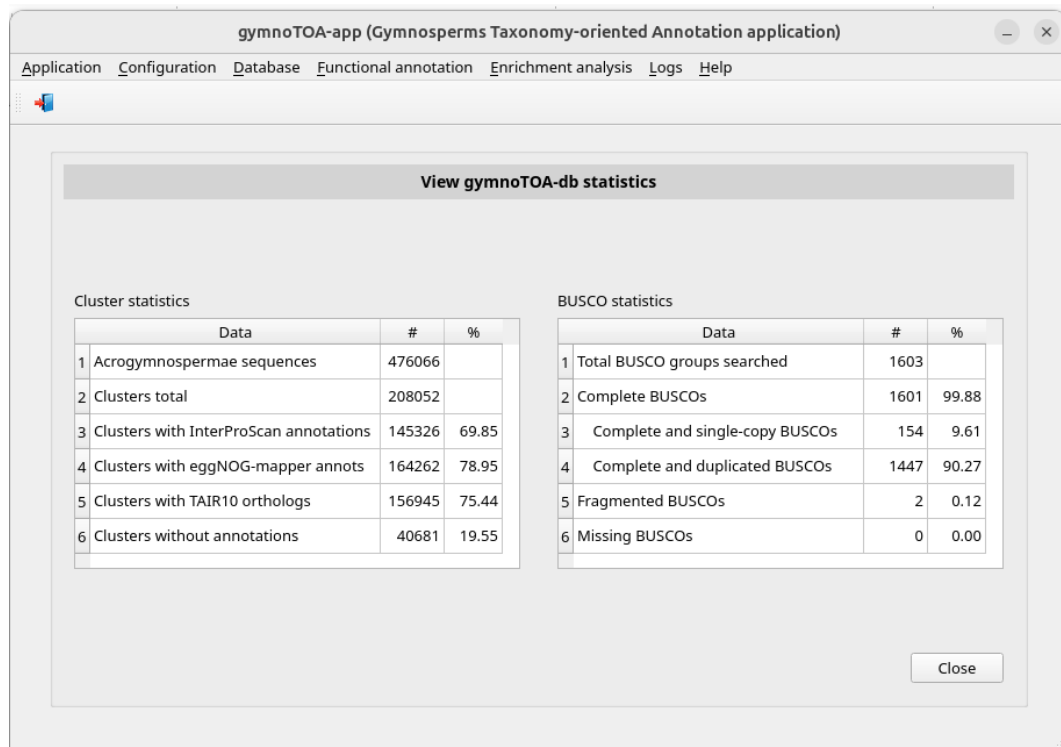 gymnoTOA-app (Gymnosperms Taxonomy-oriented Annotation application)
Application Configuration Database Functional annotation Enrichment analysis Logs Help
View gymnoTOA-db statistics
Cluster statistics
Data # %
1 Acrogymnospermae sequences 476066
2 Clusters total 208052
3 Clusters with InterProScan annotations 145326 69.85
4 Clusters with eggNOG-mapper annots 164262 78.95
5 Clusters with TAIR10 orthologs 156945 75.44
6 Clusters without annotations 40681 19.55
BUSCO statistics
Data # %
1 Total BUSCO groups searched 1603
2 Complete BUSCOs 1601 99.88
3 Complete and single-copy BUSCOs 154 9.61
4 Complete and duplicated BUSCOs 1447 90.27
5 Fragmented BUSCOs 2 0.12
6 Missing BUSCOs 0 0.00
Close